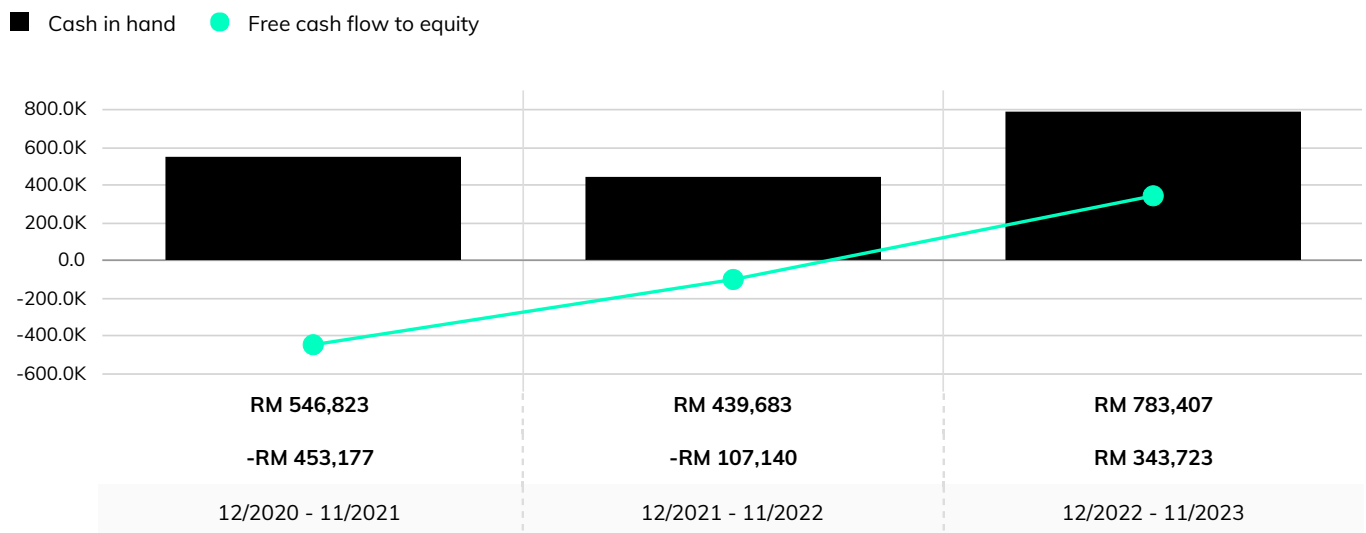 Cash in hand Free cash flow to equity
800.0K
600.0K
400.0K
200.0K
0.0
-200.0K
-400.0K
-600.0K
RM 546,823 RM 439,683 RM 783,407
-RM 453,177 -RM 107,140 RM 343,723
12/2020 - 11/2021 12/2021 - 11/2022 12/2022 - 11/2023